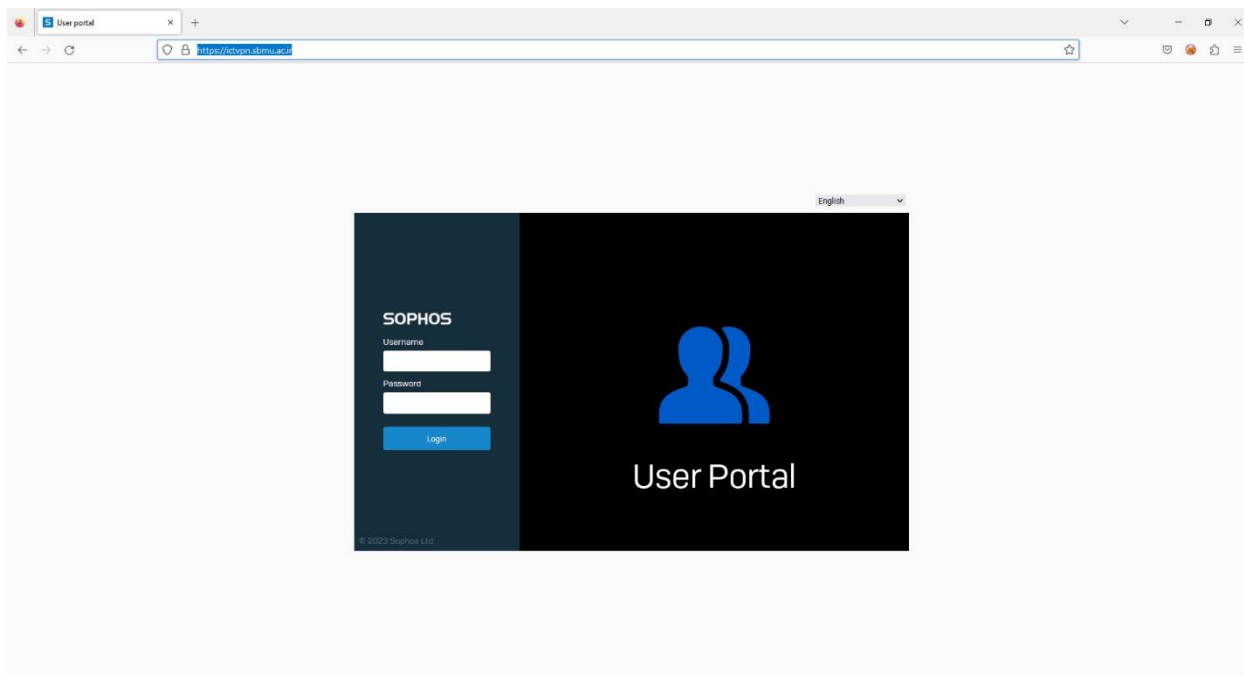 User portal
https://ictvpn.sbmu.ac.ir
English
SOPHOS
Username
Password
Login
User Portal
© 2023 Sophos Ltd